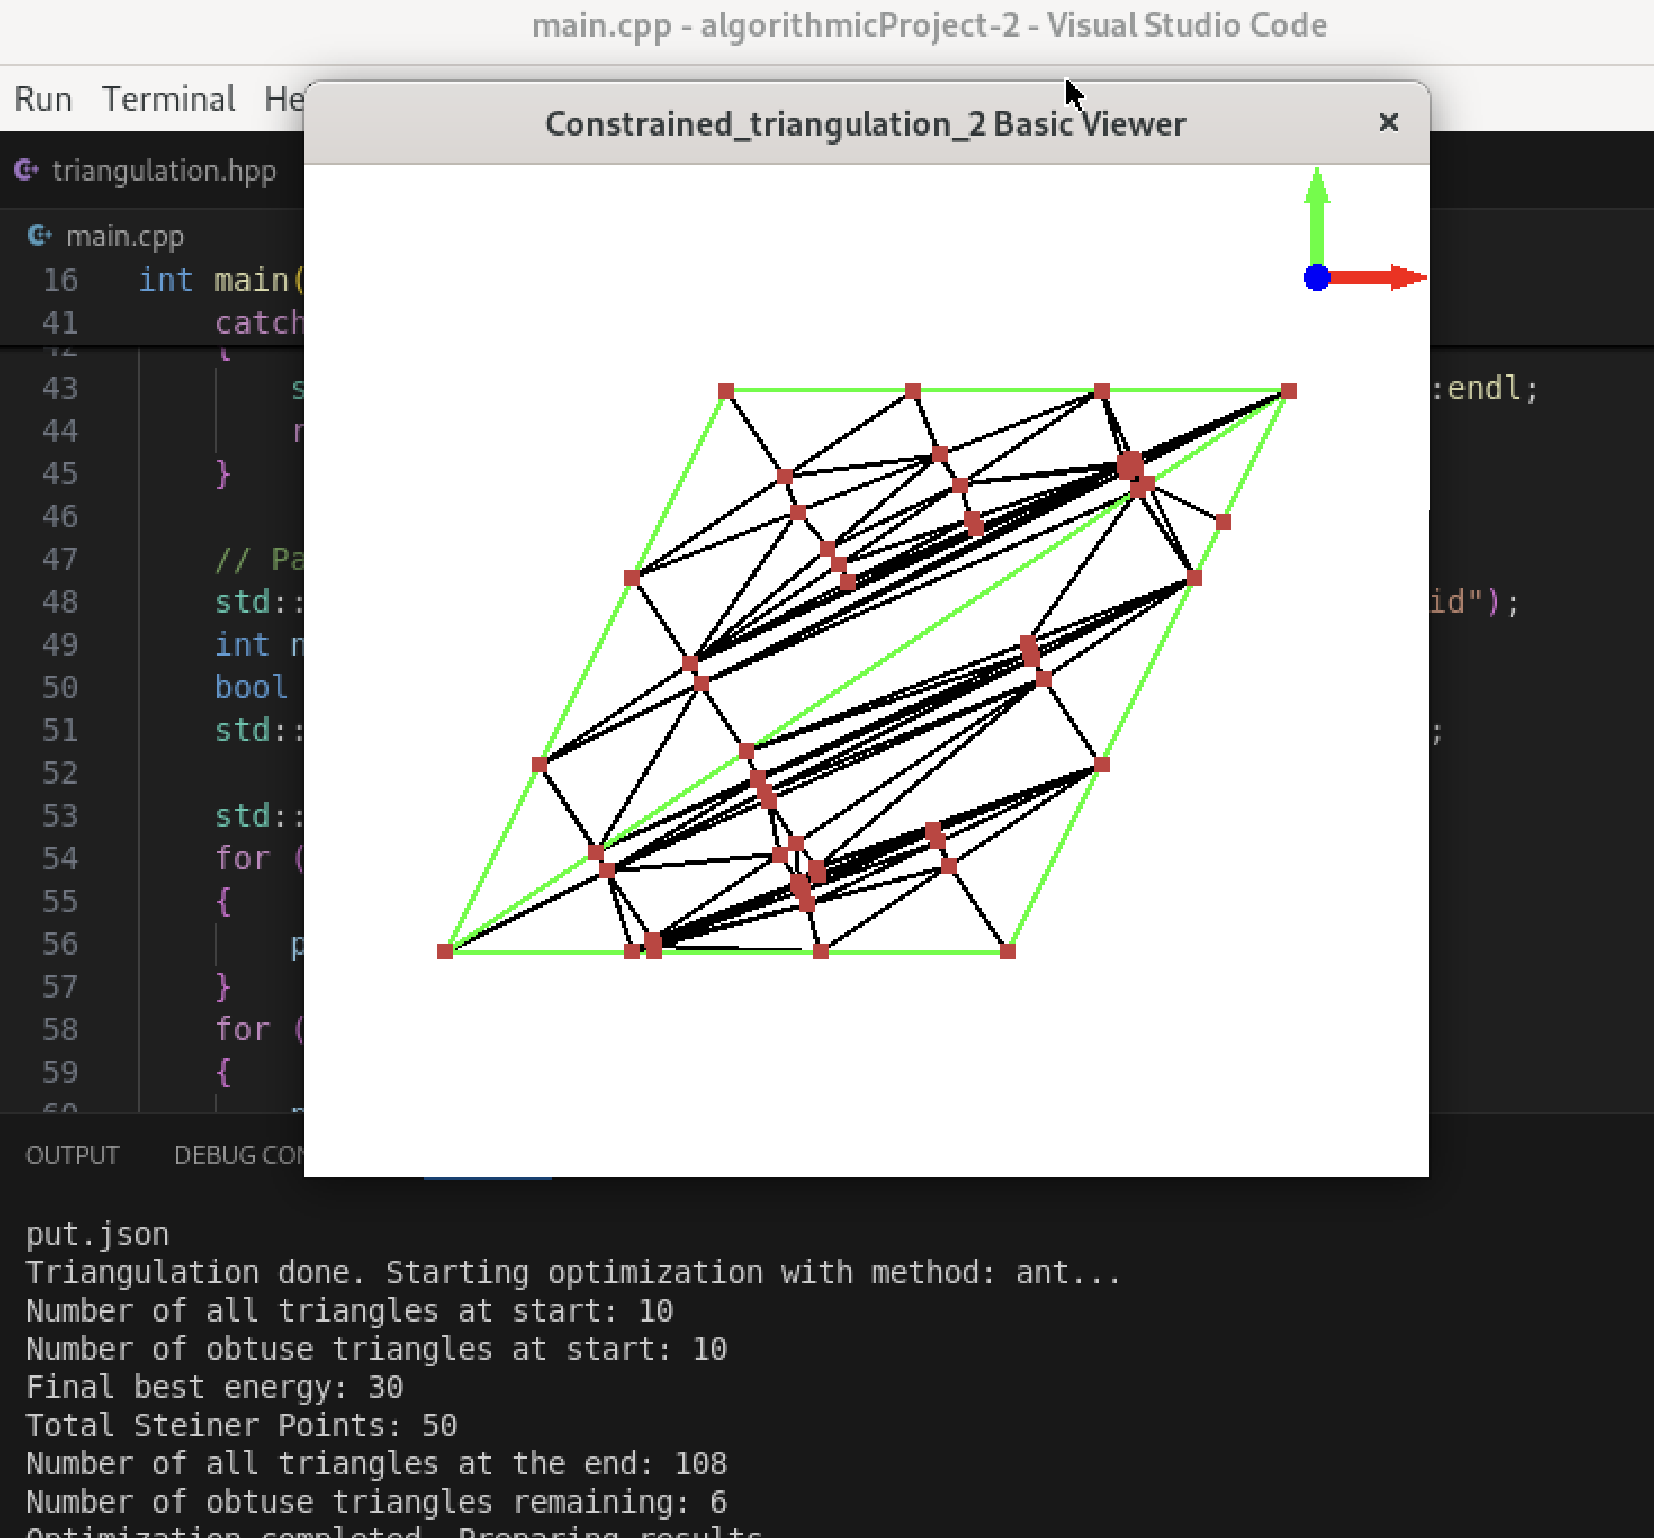 main.cpp - algorithmicProject-2 - Visual Studio Code
Run Terminal He
Constrained_triangulation_2 Basic Viewer
triangulation.hpp
main.cpp
16 int main(
41 catch
42 {
43 s :endl;
44 r
45 }
46
47 // Pa
48 std:: id");
49 int n
50 bool
51 std:: ;
52
53 std::
54 for (
55 {
56 p
57 }
58 for (
59 {
60
OUTPUT DEBUG CON
put.json
Triangulation done. Starting optimization with method: ant...
Number of all triangles at start: 10
Number of obtuse triangles at start: 10
Final best energy: 30
Total Steiner Points: 50
Number of all triangles at the end: 108
Number of obtuse triangles remaining: 6
Optimization completed. Preparing results